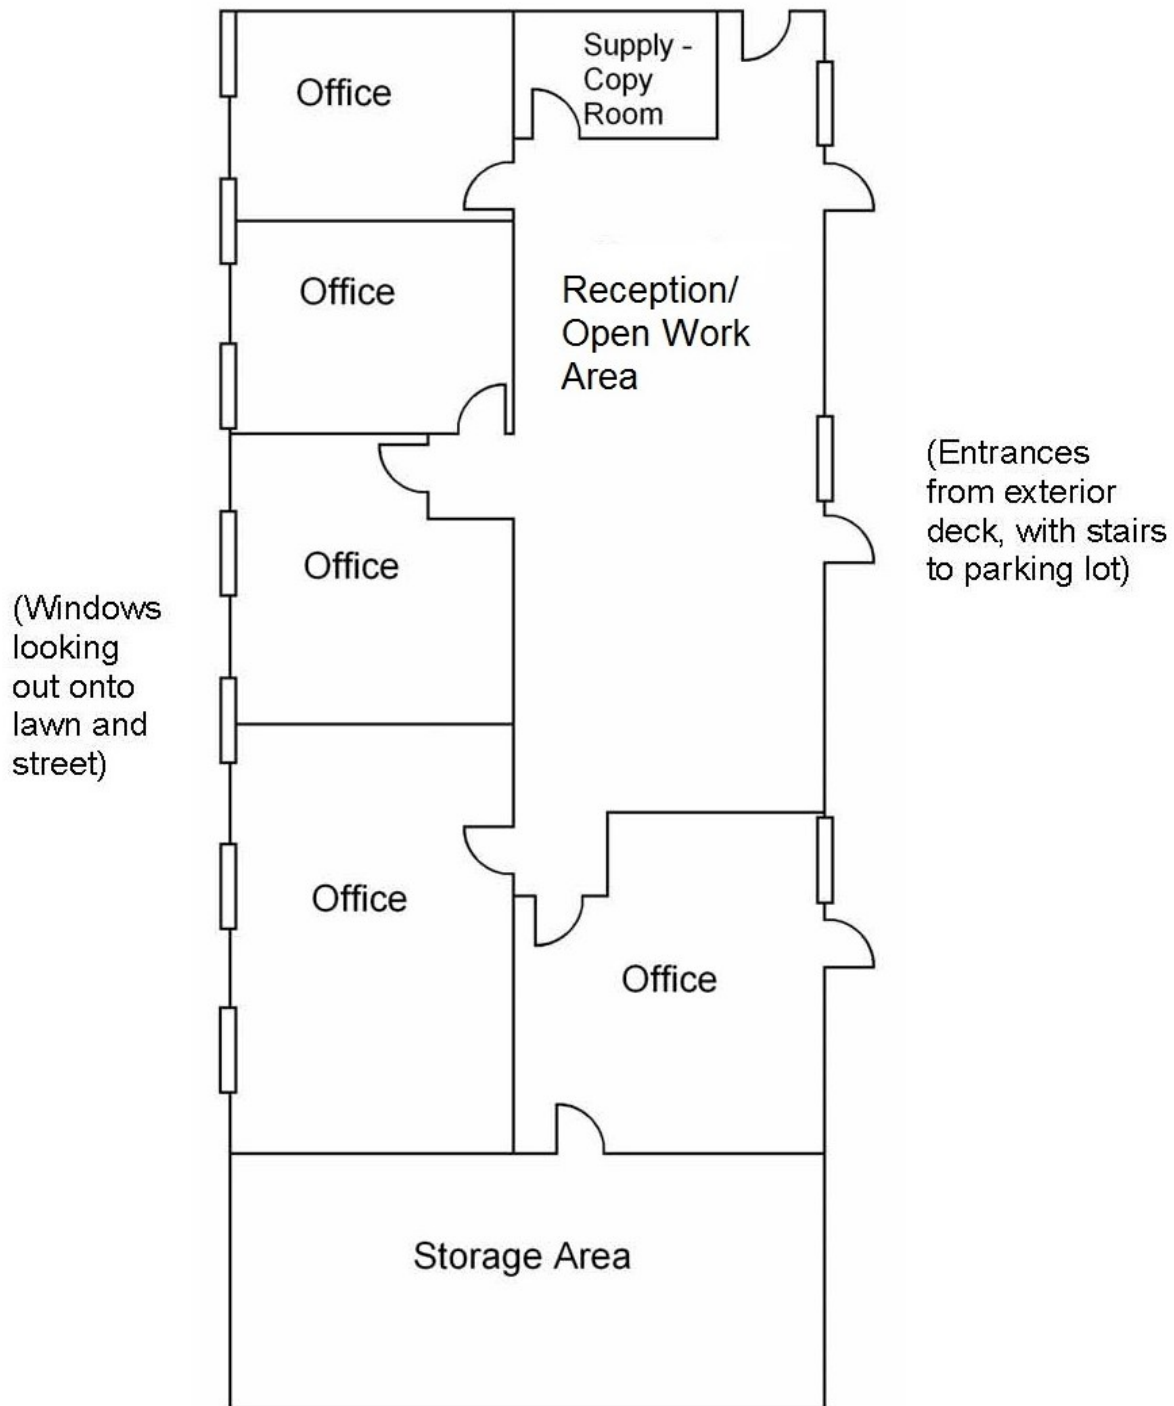 Supply -
Copy
Room
Office
Office
Reception/
Open Work
Area
(Entrances
from exterior
deck, with stairs
to parking lot)
Office
(Windows
looking
out onto
lawn and
street)
Office
Office
Storage Area